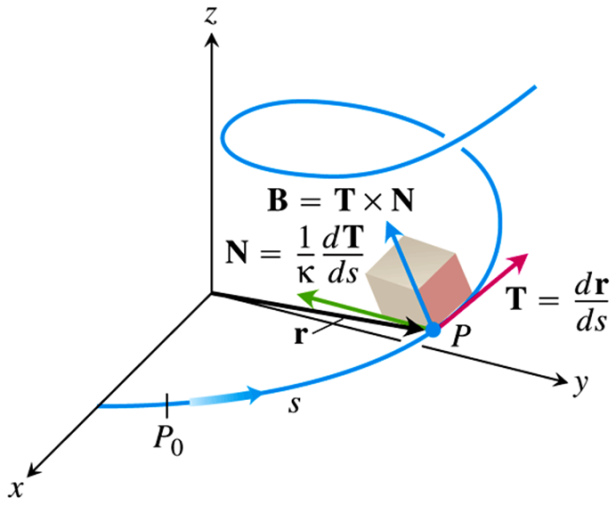 z
B = T × N
N = 1/κ dT/ds
T = dr/ds
r
P
y
s
P₀
x